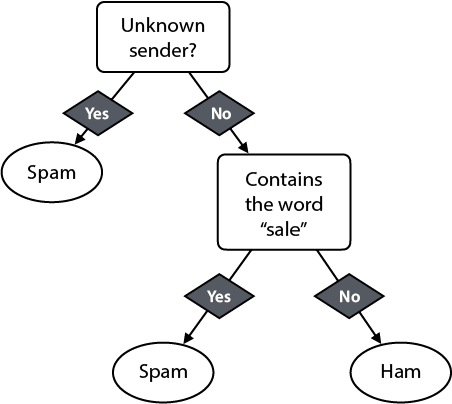 Unknown
sender?
Yes
No
Spam
Contains
the word
“sale”
Yes
No
Spam
Ham